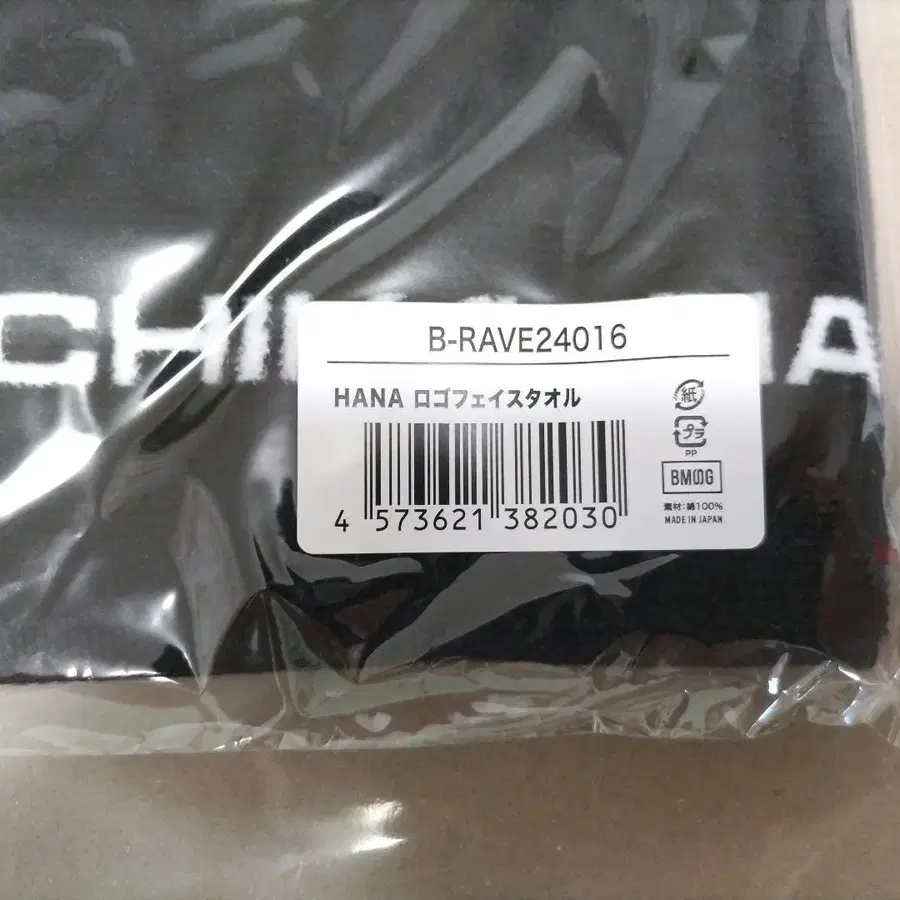 B-RAVE24016
HANA ロゴフェイスタオル
紙
プラ
PP
BMSG
素材:綿100%
MADE IN JAPAN
4 573621 382030